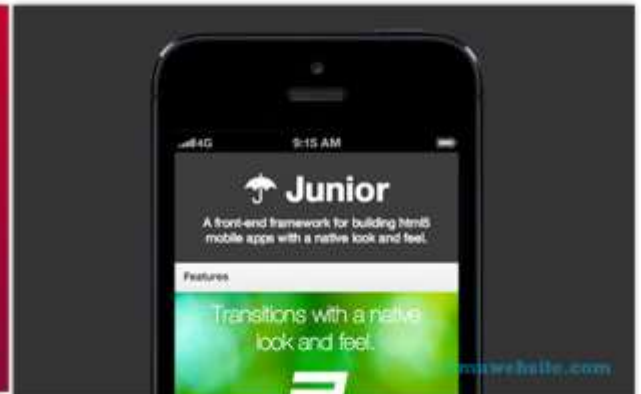 4G 9:15 AM
Junior
A front-end framework for building html5
mobile apps with a native look and feel.
Features
Transitions with a native
look and feel.